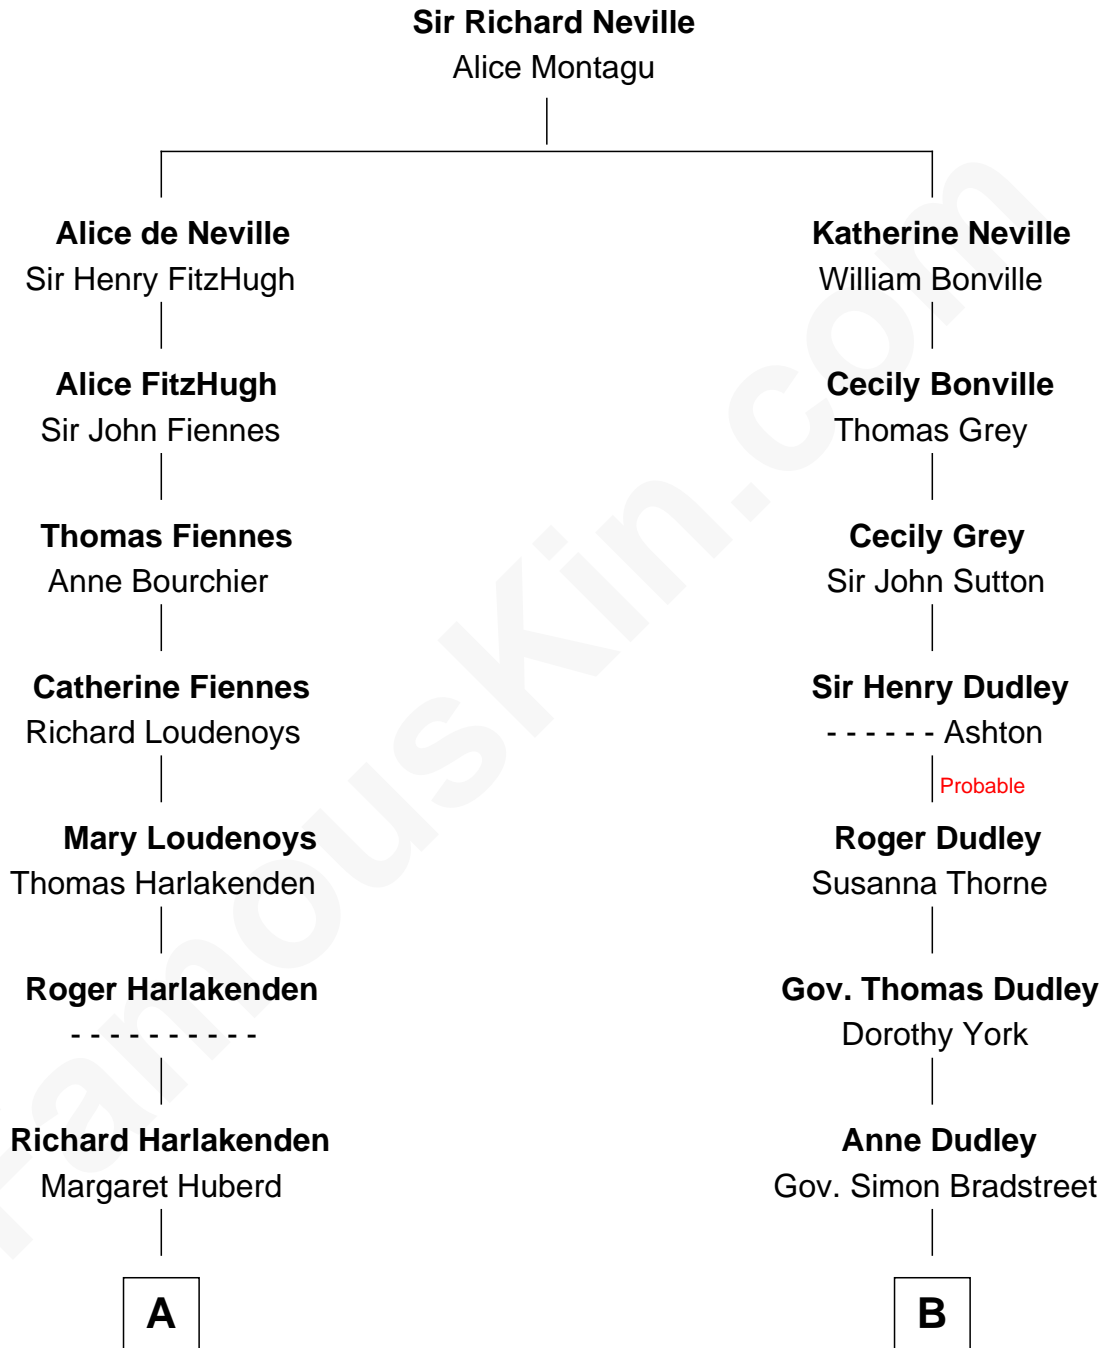 Sir Richard Neville
Alice Montagu
Alice de Neville
Sir Henry FitzHugh
Katherine Neville
William Bonville
Alice FitzHugh
Sir John Fiennes
Cecily Bonville
Thomas Grey
Thomas Fiennes
Anne Bourchier
Cecily Grey
Sir John Sutton
Catherine Fiennes
Richard Loudenoys
Sir Henry Dudley
- - - - - - Ashton
Probable
Mary Loudenoys
Thomas Harlakenden
Roger Dudley
Susanna Thorne
Roger Harlakenden
- - - - - - - - - -
Gov. Thomas Dudley
Dorothy York
Richard Harlakenden
Margaret Huberd
Anne Dudley
Gov. Simon Bradstreet
A
B
FamousKin.com